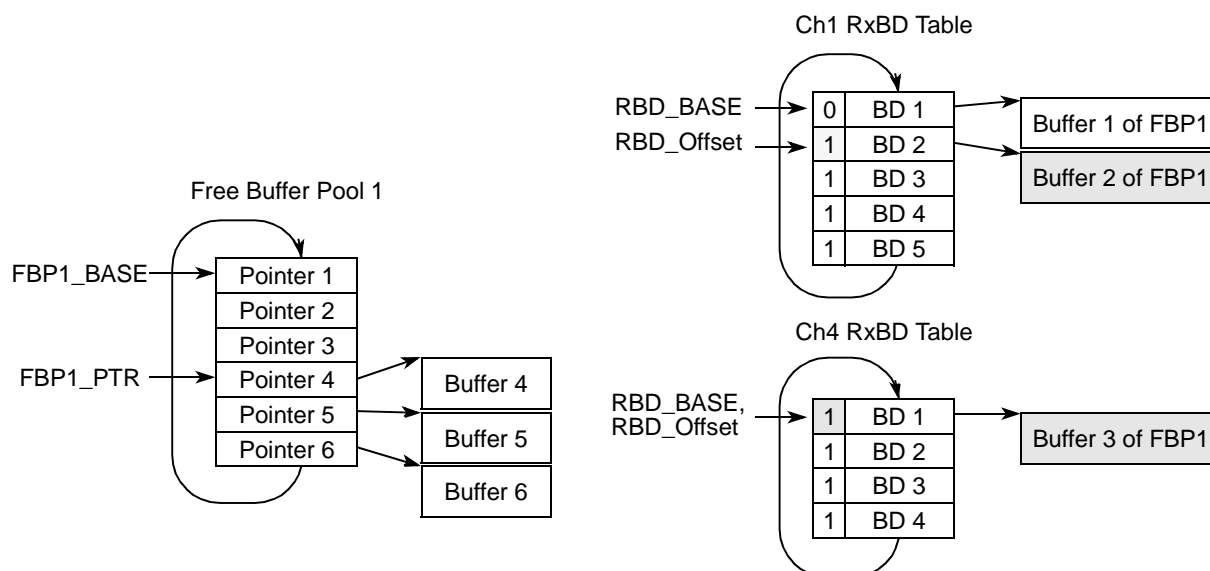 Free Buffer Pool 1
FBP1_BASE
Pointer 1
Pointer 2
Pointer 3
FBP1_PTR
Pointer 4
Pointer 5
Pointer 6
Buffer 4
Buffer 5
Buffer 6
Ch1 RxBD Table
RBD_BASE
RBD_Offset
0 BD 1
1 BD 2
1 BD 3
1 BD 4
1 BD 5
Buffer 1 of FBP1
Buffer 2 of FBP1
Ch4 RxBD Table
RBD_BASE,
RBD_Offset
1 BD 1
1 BD 2
1 BD 3
1 BD 4
Buffer 3 of FBP1